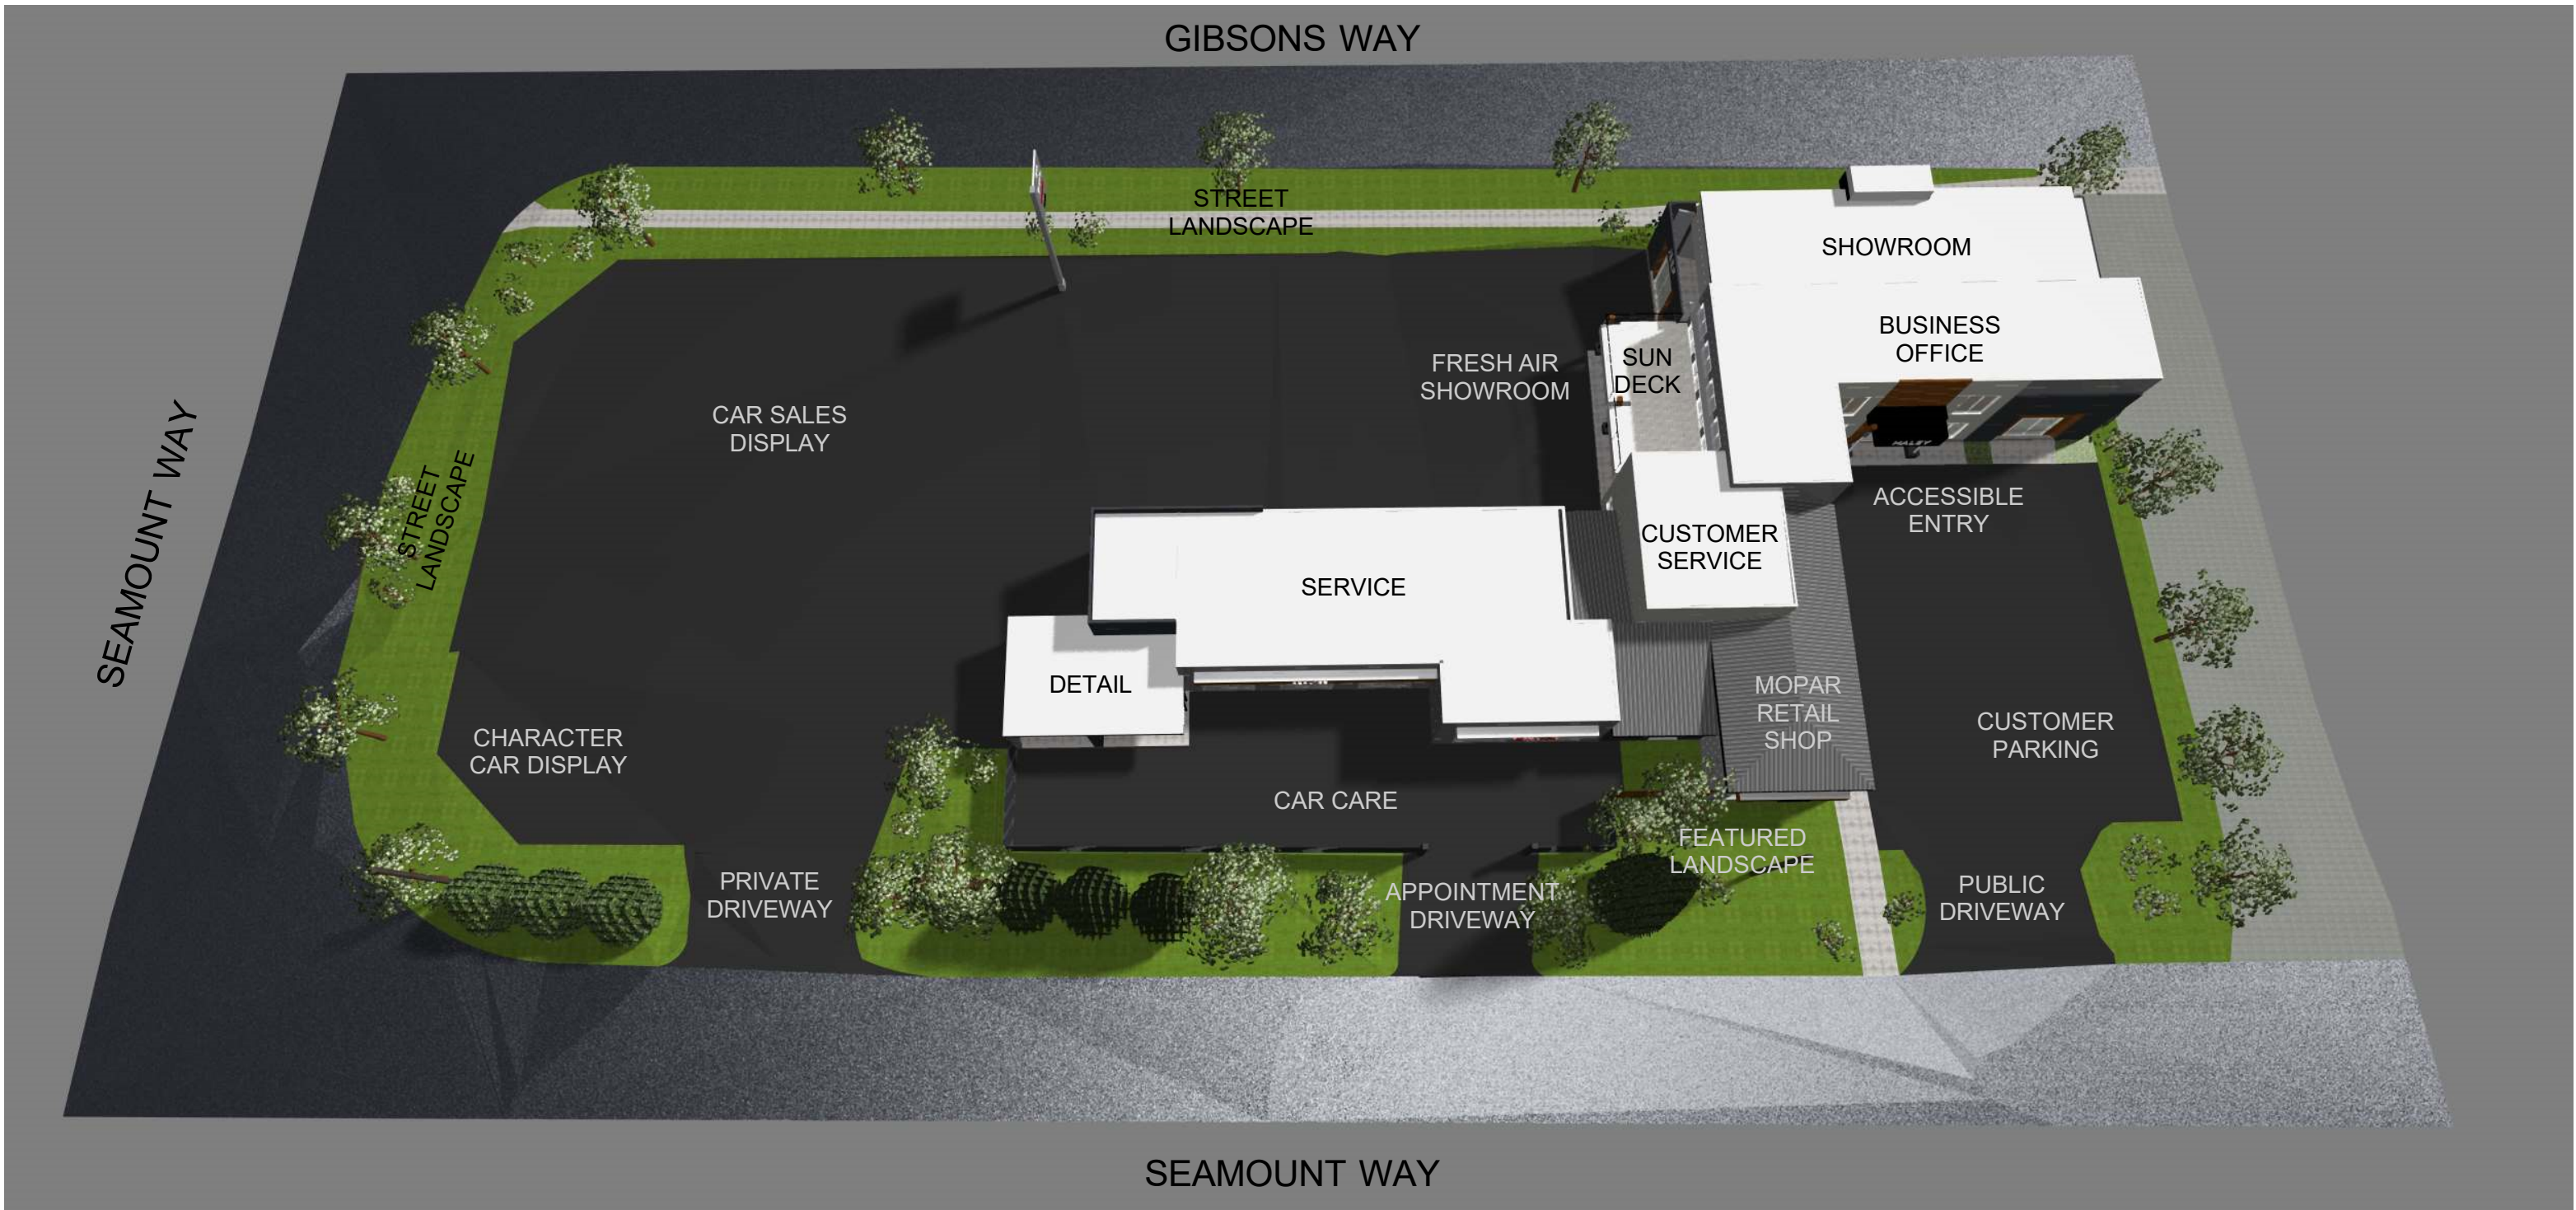 GIBSONS WAY
STREET
LANDSCAPE
SHOWROOM
BUSINESS
OFFICE
SUN
DECK
FRESH AIR
SHOWROOM
CAR SALES
DISPLAY
SEAMOUNT WAY
STREET
LANDSCAPE
HALEY
ACCESSIBLE
ENTRY
CUSTOMER
SERVICE
SERVICE
DETAIL
MOPAR
RETAIL
SHOP
CUSTOMER
PARKING
CHARACTER
CAR DISPLAY
CAR CARE
FEATURED
LANDSCAPE
PRIVATE
DRIVEWAY
APPOINTMENT
DRIVEWAY
PUBLIC
DRIVEWAY
SEAMOUNT WAY